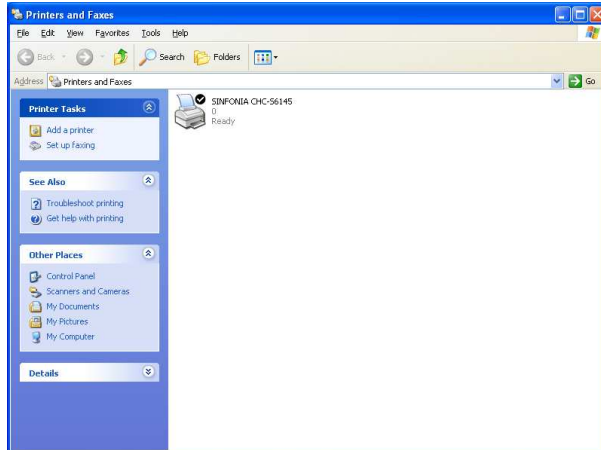 Printers and Faxes
File Edit View Favorites Tools Help
Back Search Folders
Address Printers and Faxes Go
Printer Tasks
Add a printer
Set up faxing
See Also
Troubleshoot printing
Get help with printing
Other Places
Control Panel
Scanners and Cameras
My Documents
My Pictures
My Computer
Details
SINFONIA CHC-S6145
0
Ready